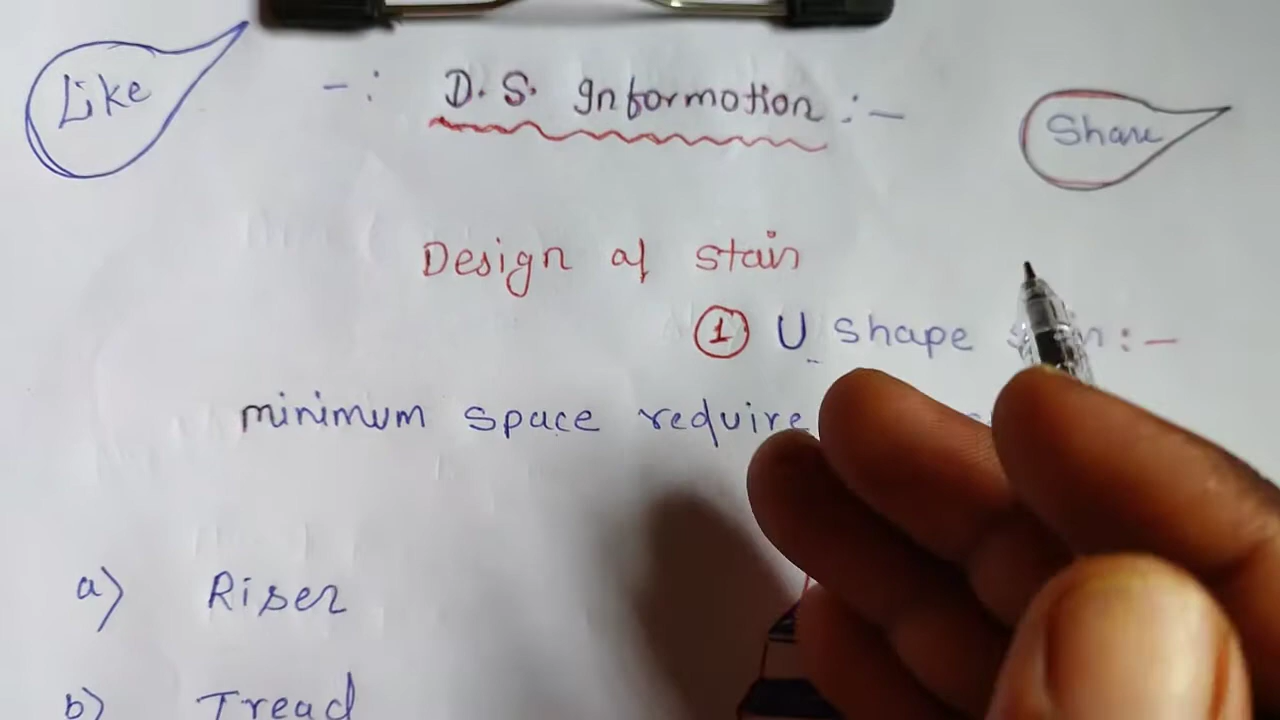 Like
-: D.S. Information :-
Share
Design of stair
① U shape :-
minimum space require
a) Riser
b) Tread